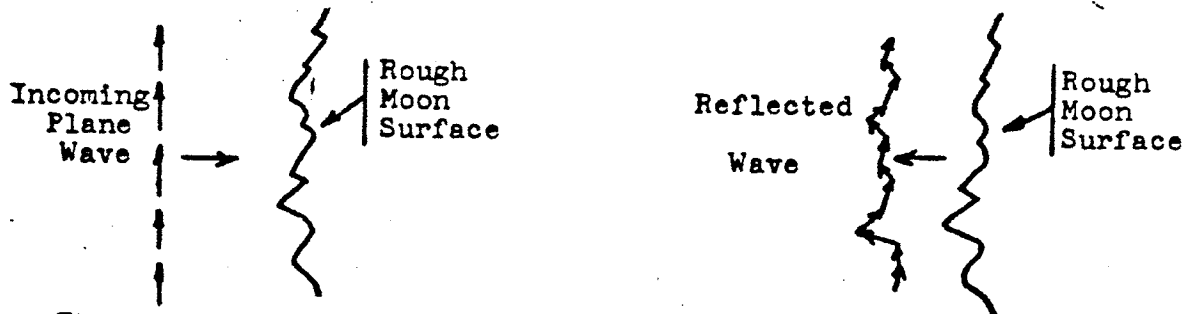 Incoming
Plane
Wave
Rough
Moon
Surface
Reflected
Wave
Rough
Moon
Surface